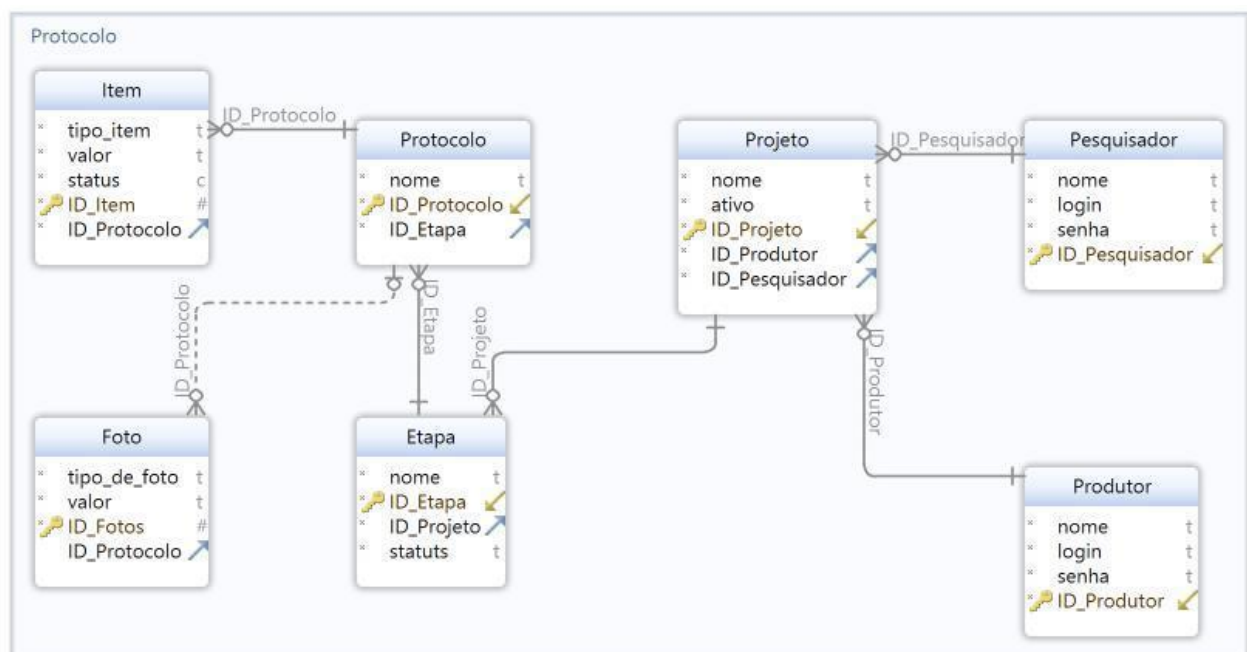 Protocolo
Item
* tipo_item t
* valor t
* status c
* ID_Item #
* ID_Protocolo
ID_Protocolo
Protocolo
* nome t
* ID_Protocolo
* ID_Etapa
Projeto
* nome t
* ativo t
* ID_Projeto
* ID_Produtor
* ID_Pesquisador
ID_Pesquisador
Pesquisador
* nome t
* login t
* senha t
* ID_Pesquisador
ID_Protocolo
ID_Etapa
ID_Projeto
ID_Produtor
Foto
* tipo_de_foto t
* valor t
* ID_Fotos #
ID_Protocolo
Etapa
* nome t
* ID_Etapa
* ID_Projeto
* statuts t
Produtor
* nome t
* login t
* senha t
* ID_Produtor